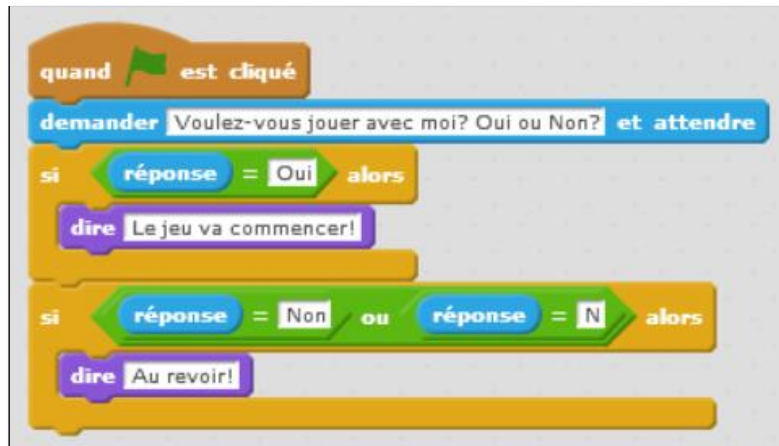 quand est cliqué
demander Voulez-vous jouer avec moi? Oui ou Non? et attendre
si réponse = Oui alors
dire Le jeu va commencer!
si réponse = Non ou réponse = N alors
dire Au revoir!